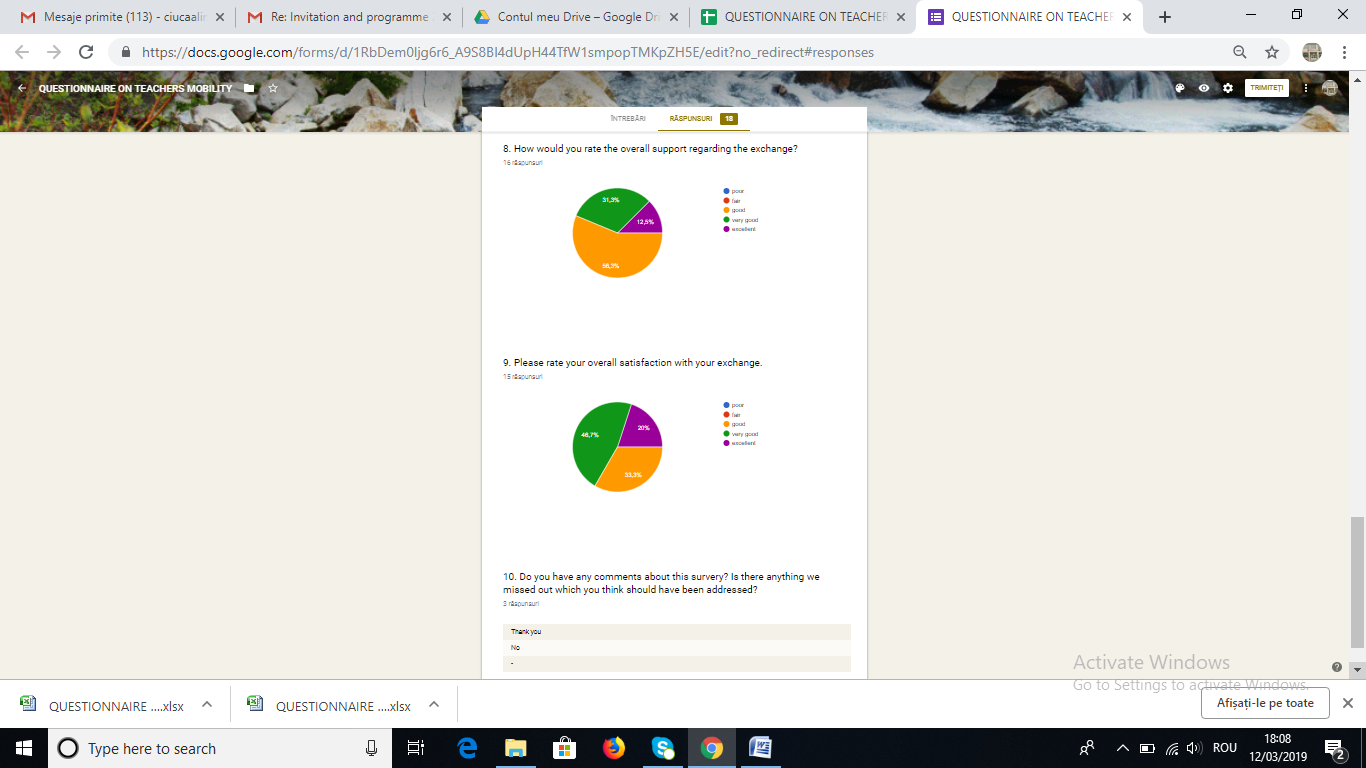 Mesaje primite (113) - ciucaalin
Re: Invitation and programme
Contul meu Drive – Google Dri
QUESTIONNAIRE ON TEACHER
QUESTIONNAIRE ON TEACHER
https://docs.google.com/forms/d/1RbDem0Ijg6r6_A9S8BI4dUpH44TfW1smpopTMKpZH5E/edit?no_redirect#responses
QUESTIONNAIRE ON TEACHERS MOBILITY
TRIMITEȚI
ÎNTREBĂRI RĂSPUNSURI 18
8. How would you rate the overall support regarding the exchange?
16 răspunsuri
31,3%
12,5%
56,3%
poor
fair
good
very good
excellent
9. Please rate your overall satisfaction with your exchange.
15 răspunsuri
46,7%
20%
33,3%
poor
fair
good
very good
excellent
10. Do you have any comments about this survery? Is there anything we
missed out which you think should have been addressed?
3 răspunsuri
Thank you
No
-
Activate Windows
Go to Settings to activate Windows.
QUESTIONNAIRE ....xlsx
QUESTIONNAIRE ....xlsx
Afișați-le pe toate
Type here to search
ROU
18:08
12/03/2019
2